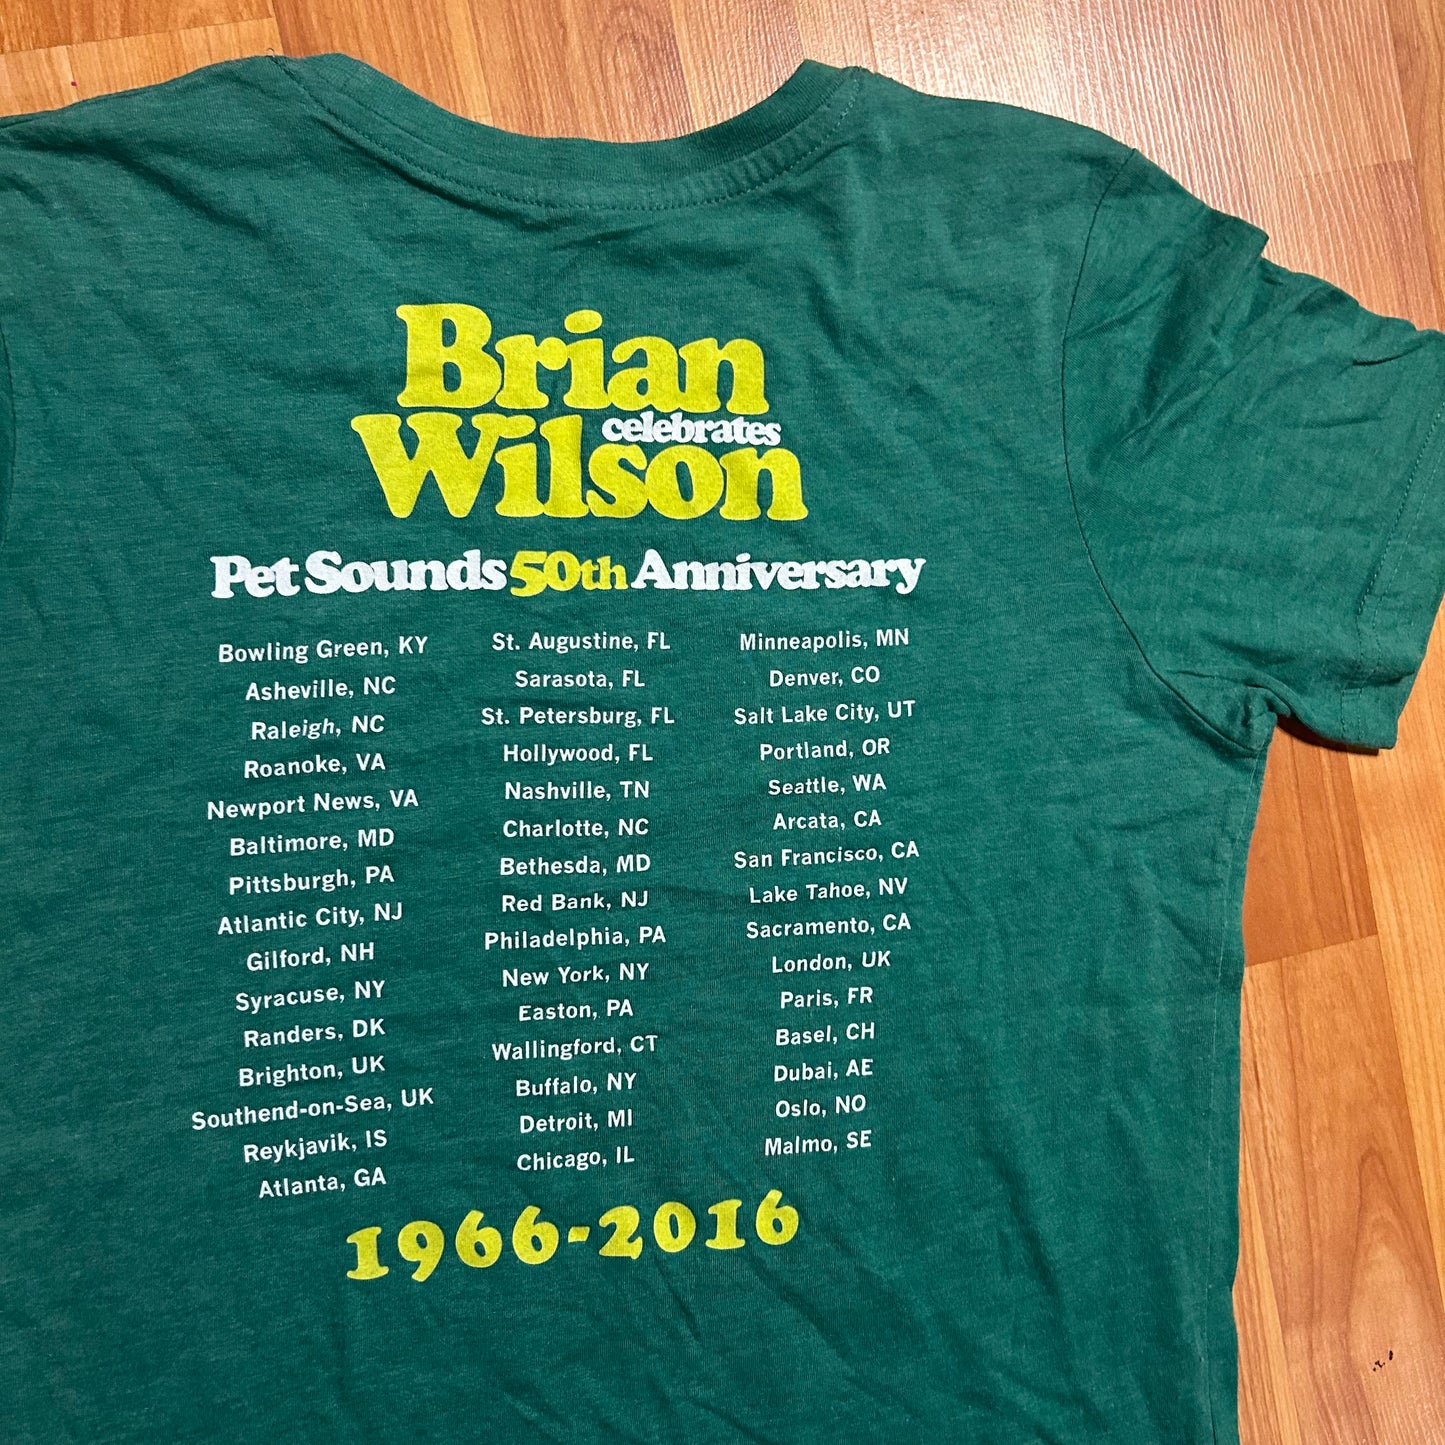 Brian
celebrates
Wilson
Pet Sounds 50th Anniversary
Bowling Green, KY
Asheville, NC
Raleigh, NC
Roanoke, VA
Newport News, VA
Baltimore, MD
Pittsburgh, PA
Atlantic City, NJ
Gilford, NH
Syracuse, NY
Randers, DK
Brighton, UK
Southend-on-Sea, UK
Reykjavik, IS
Atlanta, GA
St. Augustine, FL
Sarasota, FL
St. Petersburg, FL
Hollywood, FL
Nashville, TN
Charlotte, NC
Bethesda, MD
Red Bank, NJ
Philadelphia, PA
New York, NY
Easton, PA
Wallingford, CT
Buffalo, NY
Detroit, MI
Chicago, IL
Minneapolis, MN
Denver, CO
Salt Lake City, UT
Portland, OR
Seattle, WA
Arcata, CA
San Francisco, CA
Lake Tahoe, NV
Sacramento, CA
London, UK
Paris, FR
Basel, CH
Dubai, AE
Oslo, NO
Malmo, SE
1966-2016